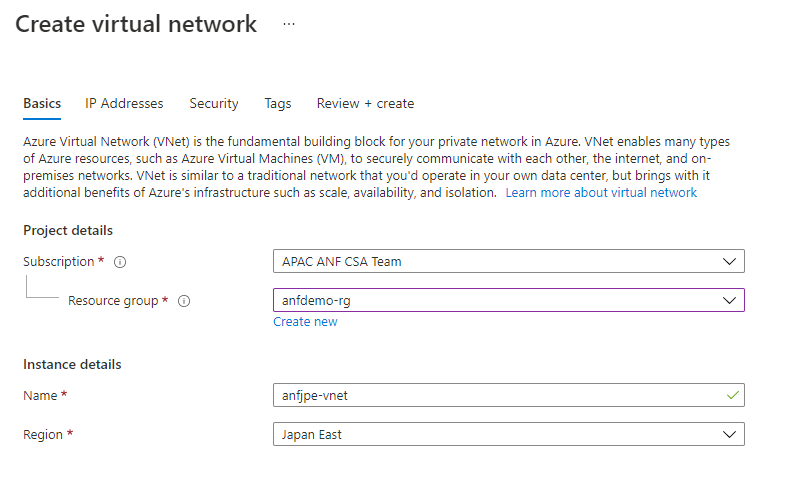 Create virtual network ...
Basics IP Addresses Security Tags Review + create
Azure Virtual Network (VNet) is the fundamental building block for your private network in Azure. VNet enables many types
of Azure resources, such as Azure Virtual Machines (VM), to securely communicate with each other, the internet, and on-
premises networks. VNet is similar to a traditional network that you'd operate in your own data center, but brings with it
additional benefits of Azure's infrastructure such as scale, availability, and isolation. Learn more about virtual network
Project details
Subscription * APAC ANF CSA Team
Resource group * anfdemo-rg
Create new
Instance details
Name * anfjpe-vnet
Region * Japan East